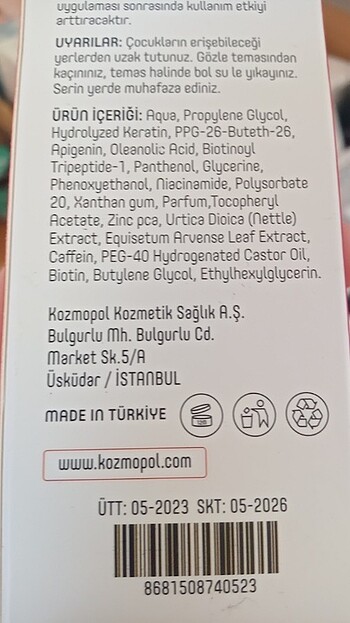 uygulaması sonrasında kullanım etkiyi
arttıracaktır.
UYARILAR: Çocukların erişebileceği
yerlerden uzak tutunuz. Gözle temasından
kaçınınız, temas halinde bol su le yıkayınız.
Serin yerde muhafaza ediniz.
ÜRÜN İÇERİĞİ: Aqua, Propylene Glycol,
Hydrolyzed Keratin, PPG-26-Buteth-26,
Apigenin, Oleanolic Acid, Biotinoyl
Tripeptide-1, Panthenol, Glycerine,
Phenoxyethanol, Niacinamide, Polysorbate
20, Xanthan gum, Parfum,Tocopheryl
Acetate, Zinc pca, Urtica Dioica (Nettle)
Extract, Equisetum Arvense Leaf Extract,
Caffein, PEG-40 Hydrogenated Castor Oil,
Biotin, Butylene Glycol, Ethylhexylglycerin.
Kozmopol Kozmetik Sağlık A.Ş.
Bulgurlu Mh. Bulgurlu Cd.
Market Sk.5/A
Üsküdar / İSTANBUL
MADE IN TÜRKİYE
www.kozmopol.com
ÜTT: 05-2023 SKT: 05-2026
8681508740523